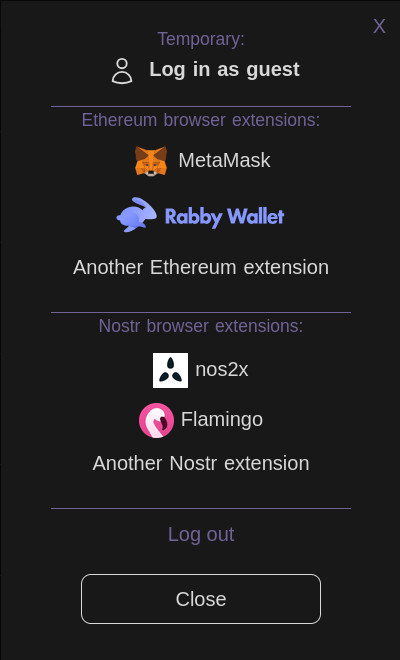 X
Temporary:
Log in as guest
Ethereum browser extensions:
MetaMask
Rabby Wallet
Another Ethereum extension
Nostr browser extensions:
nos2x
Flamingo
Another Nostr extension
Log out
Close